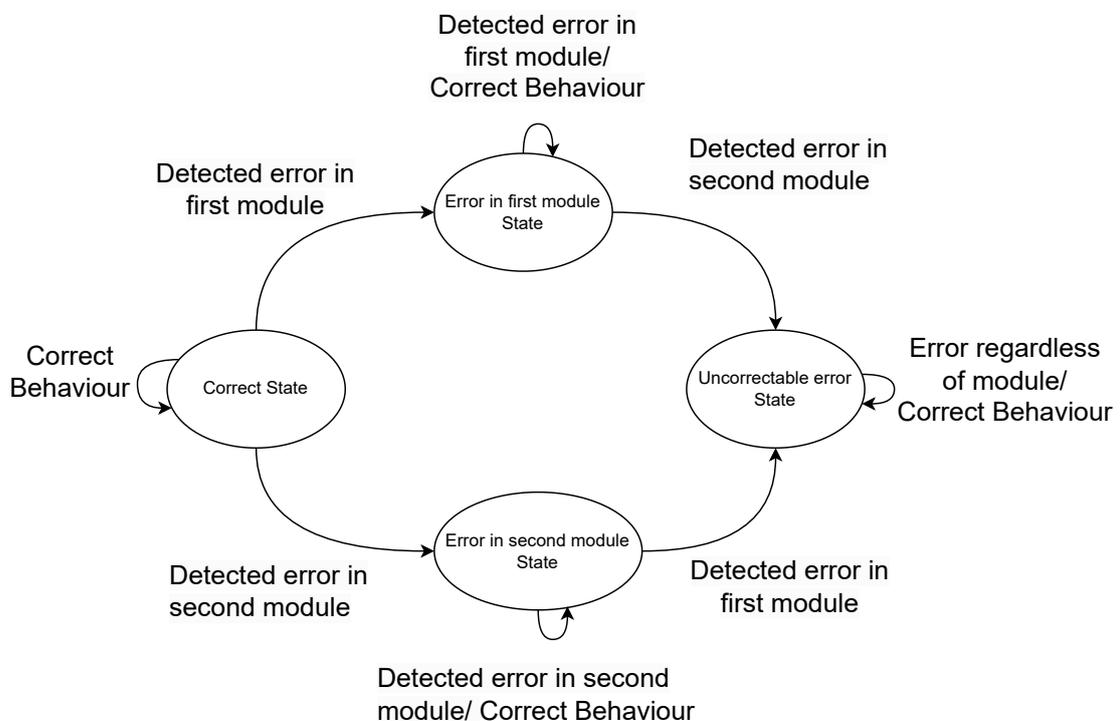 Detected error in
first module/
Correct Behaviour
Detected error in
second module
Detected error in
first module
Error in first module
State
Correct
Behaviour
Correct State
Uncorrectable error
State
Error regardless
of module/
Correct Behaviour
Error in second module
State
Detected error in
second module
Detected error in
first module
Detected error in second
module/ Correct Behaviour